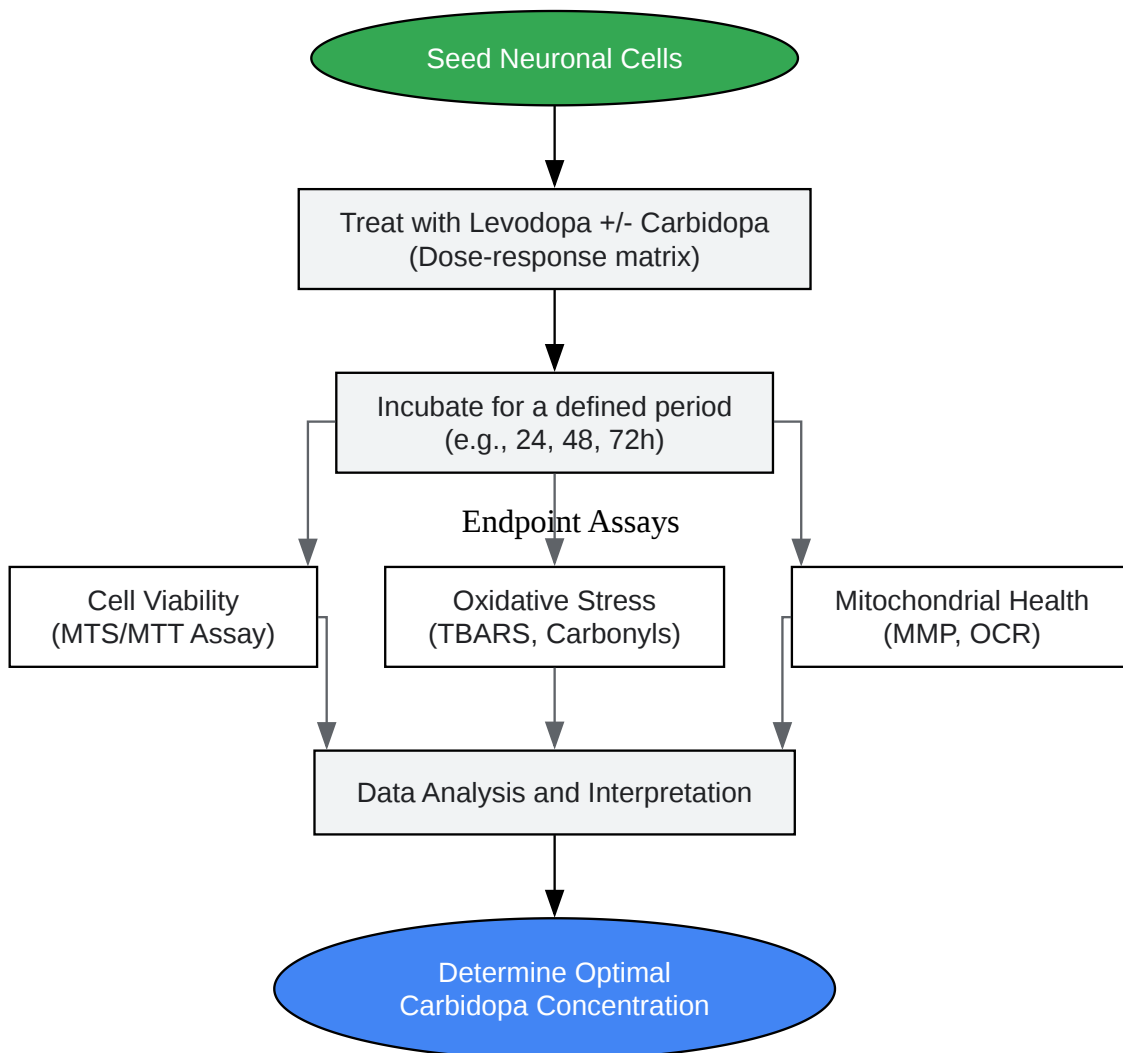 Seed Neuronal Cells
Treat with Levodopa +/- Carbidopa
(Dose-response matrix)
Incubate for a defined period
(e.g., 24, 48, 72h)
Endpoint Assays
Cell Viability
(MTS/MTT Assay)
Oxidative Stress
(TBARS, Carbonyls)
Mitochondrial Health
(MMP, OCR)
Data Analysis and Interpretation
Determine Optimal
Carbidopa Concentration